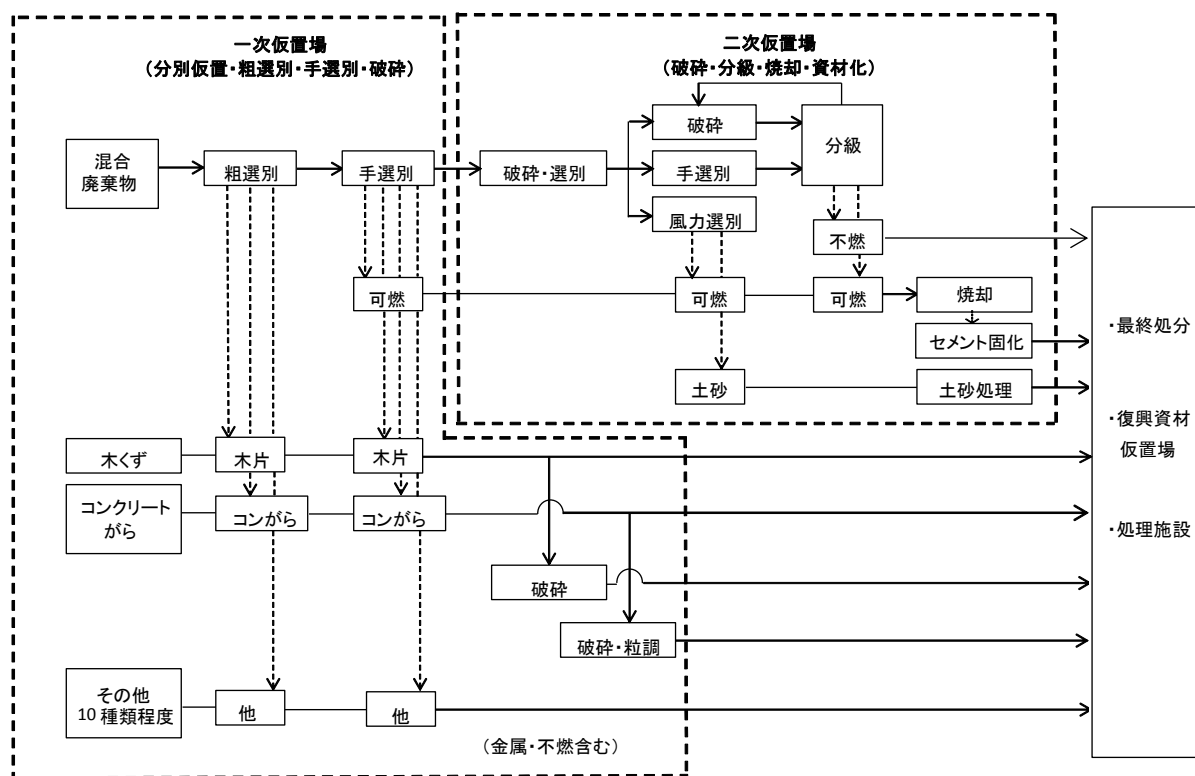 一次仮置場
(分別仮置・粗選別・手選別・破砕)
二次仮置場
(破砕・分級・焼却・資材化)
混合
廃棄物
粗選別
手選別
破砕・選別
破砕
手選別
風力選別
分級
不燃
可燃
可燃
可燃
焼却
セメント固化
土砂
土砂処理
木くず
木片
木片
コンクリート
がら
コンがら
コンがら
破砕
破砕・粒調
その他
10種類程度
他
他
(金属・不燃含む)
・最終処分
・復興資材
仮置場
・処理施設